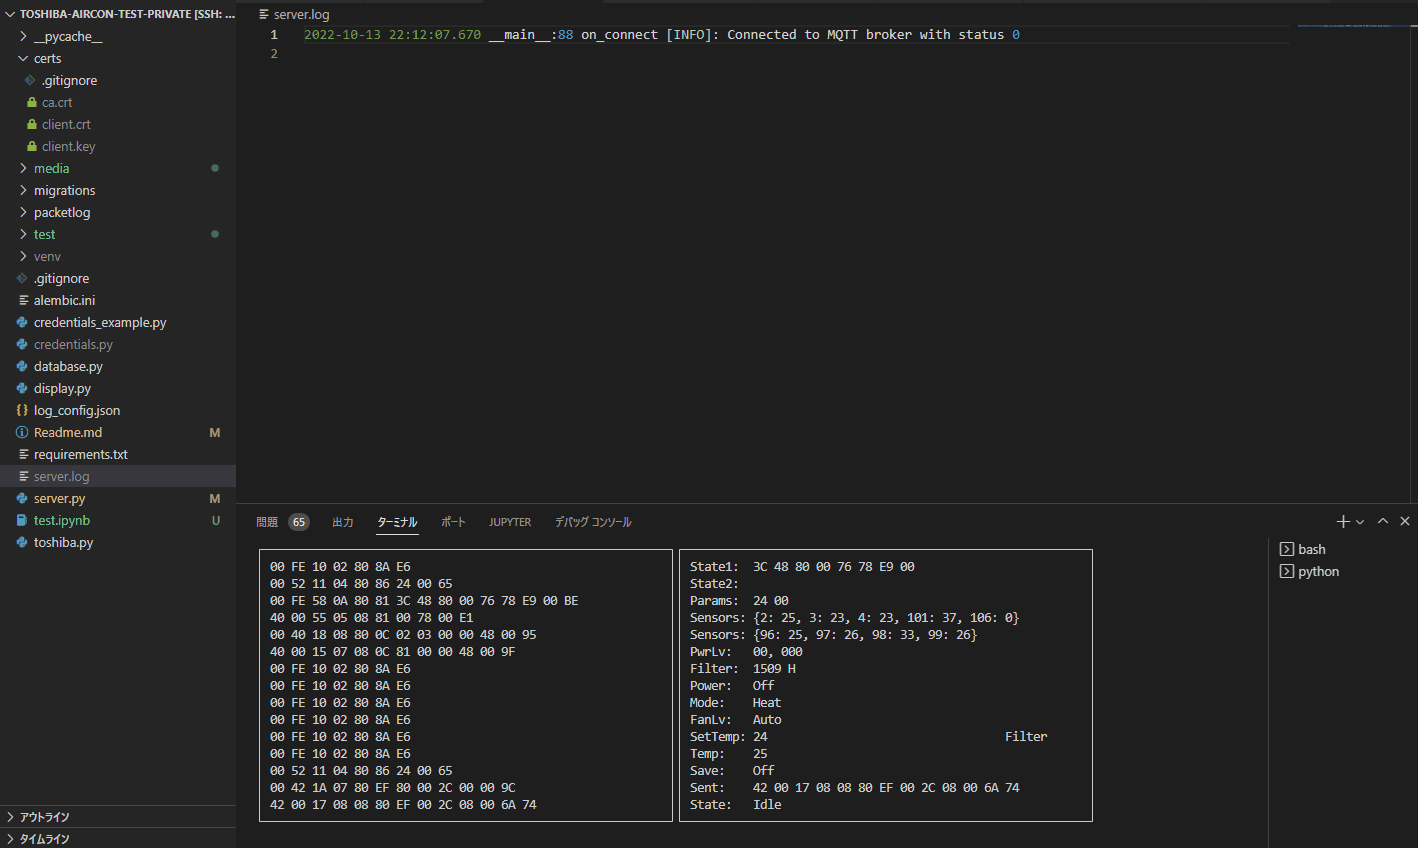 TOSHIBA-AIRCON-TEST-PRIVATE [SSH: ...
__pycache__
certs
.gitignore
ca.crt
client.crt
client.key
media
migrations
packetlog
test
venv
.gitignore
alembic.ini
credentials_example.py
credentials.py
database.py
display.py
log_config.json
Readme.md M
requirements.txt
server.log
server.py M
test.ipynb U
toshiba.py
アウトライン
タイムライン
server.log
1 2022-10-13 22:12:07.670 __main__:88 on_connect [INFO]: Connected to MQTT broker with status 0
2
問題 65 出力 ターミナル ポート JUPYTER デバッグ コンソール
00 FE 10 02 80 8A E6
00 52 11 04 80 86 24 00 65
00 FE 58 0A 80 81 3C 48 80 00 76 78 E9 00 BE
40 00 55 05 08 81 00 78 00 E1
00 40 18 08 80 0C 02 03 00 00 48 00 95
40 00 15 07 08 0C 81 00 00 48 00 9F
00 FE 10 02 80 8A E6
00 FE 10 02 80 8A E6
00 FE 10 02 80 8A E6
00 FE 10 02 80 8A E6
00 FE 10 02 80 8A E6
00 FE 10 02 80 8A E6
00 52 11 04 80 86 24 00 65
00 42 1A 07 80 EF 80 00 2C 00 00 9C
42 00 17 08 08 80 EF 00 2C 08 00 6A 74
State1: 3C 48 80 00 76 78 E9 00
State2:
Params: 24 00
Sensors: {2: 25, 3: 23, 4: 23, 101: 37, 106: 0}
Sensors: {96: 25, 97: 26, 98: 33, 99: 26}
PwrLv: 00, 000
Filter: 1509 H
Power: Off
Mode: Heat
FanLv: Auto
SetTemp: 24 Filter
Temp: 25
Save: Off
Sent: 42 00 17 08 08 80 EF 00 2C 08 00 6A 74
State: Idle
bash
python